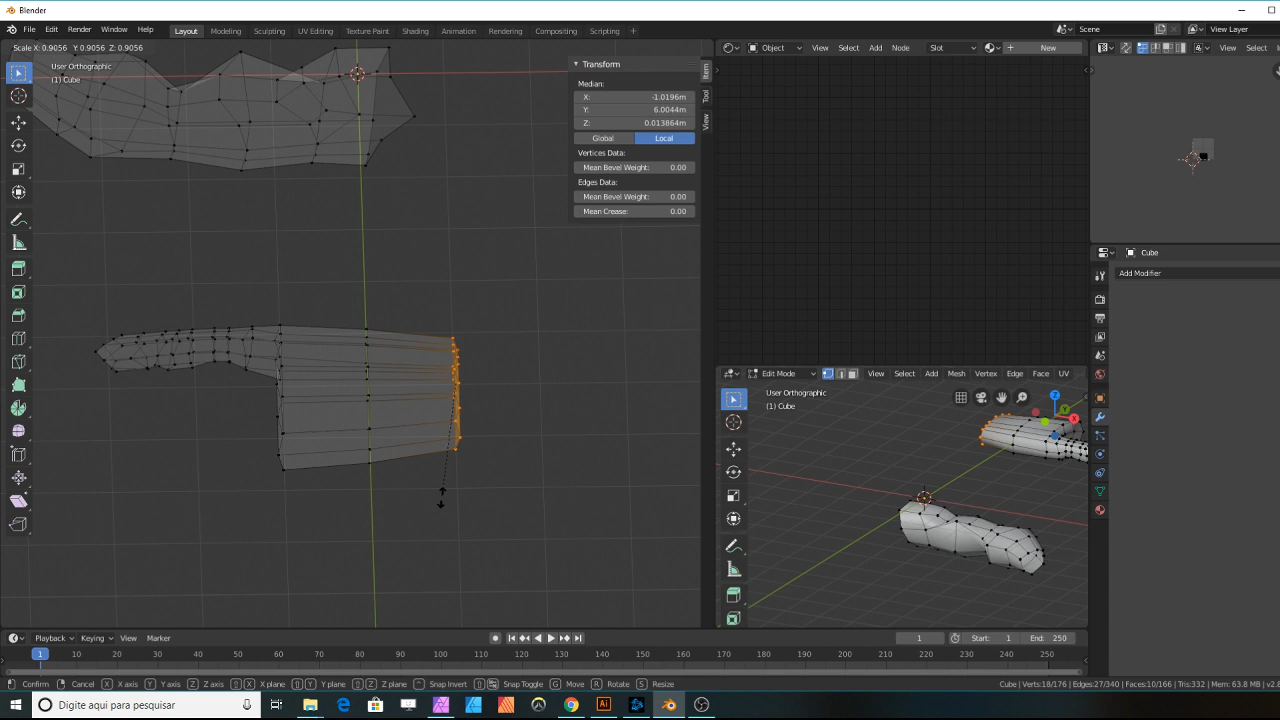 Blender
File Edit Render Window Help Layout Modeling Sculpting UV Editing Texture Paint Shading Animation Rendering Compositing Scripting + Scene View Layer
Scale X: 0.9056 Y: 0.9056 Z: 0.9056
Object View Select Add Node Slot New View Select
User Orthographic
(1) Cube
Transform
Median:
X: -1.0196m
Y: 6.0044m
Z: 0.013864m
Global Local
Vertices Data:
Mean Bevel Weight: 0.00
Edges Data:
Mean Bevel Weight: 0.00
Mean Crease: 0.00
Item
Tool
View
Cube
Add Modifier
Edit Mode View Select Add Mesh Vertex Edge Face UV
User Orthographic
(1) Cube
Z
Y
X
Playback Keying View Marker 1 Start: 1 End: 250
1 10 20 30 40 50 60 70 80 90 100 110 120 130 140 150 160 170 180 190 200 210 220 230 240 250
Confirm Cancel X X axis Y Y axis Z Z axis X X plane Y Y plane Z Z plane Snap Invert Snap Toggle G Move R Rotate S Resize Cube | Verts:18/176 | Edges:27/340 | Faces:10/166 | Tris:332 | Mem: 63.8 MB | v2.8
Digite aqui para pesquisar